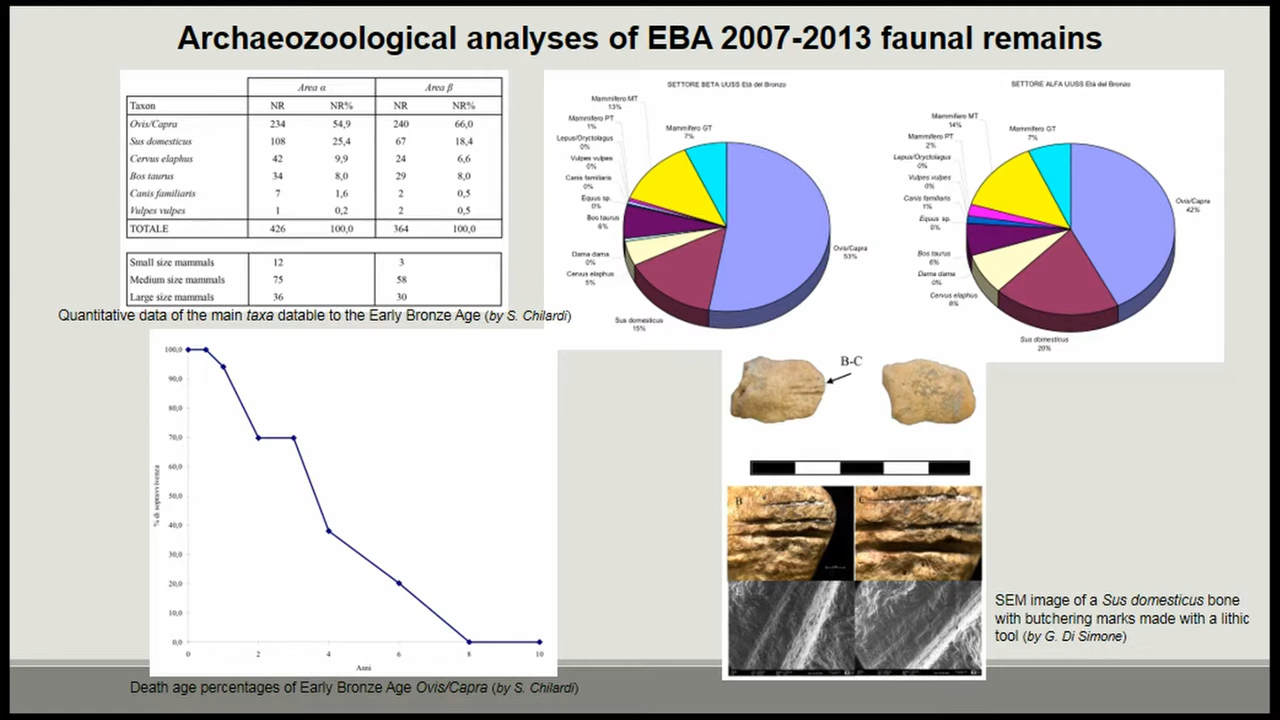 Archaeozoological analyses of EBA 2007-2013 faunal remains
Area α Area β
Taxon NR NR% NR NR%
Ovis/Capra 234 54,9 240 66,0
Sus domesticus 108 25,4 67 18,4
Cervus elaphus 42 9,9 24 6,6
Bos taurus 34 8,0 29 8,0
Canis familiaris 7 1,6 2 0,5
Vulpes vulpes 1 0,2 2 0,5
TOTALE 426 100,0 364 100,0
Small size mammals 12 3
Medium size mammals 75 58
Large size mammals 36 30
Quantitative data of the main taxa datable to the Early Bronze Age (by S. Chilardi)
SETTORE BETA UUSS Età del Bronzo
Mammifero MT
13%
Mammifero PT
1%
Mammifero GT
7%
Lepus/Oryctolagus
0%
Vulpes vulpes
0%
Canis familiaris
0%
Equus sp.
0%
Bos taurus
6%
Dama dama
0%
Cervus elaphus
5%
Sus domesticus
15%
Ovis/Capra
53%
SETTORE ALFA UUSS Età del Bronzo
Mammifero MT
14%
Mammifero GT
7%
Mammifero PT
2%
Lepus/Oryctolagus
0%
Vulpes vulpes
0%
Canis familiaris
1%
Equus sp.
0%
Bos taurus
6%
Dama dama
0%
Cervus elaphus
8%
Sus domesticus
20%
Ovis/Capra
42%
100,0
90,0
80,0
70,0
60,0
50,0
40,0
30,0
20,0
10,0
0,0
% di sopravvivenza
0 2 4 6 8 10
Anni
Death age percentages of Early Bronze Age Ovis/Capra (by S. Chilardi)
B-C
B
C
SEM image of a Sus domesticus bone
with butchering marks made with a lithic
tool (by G. Di Simone)